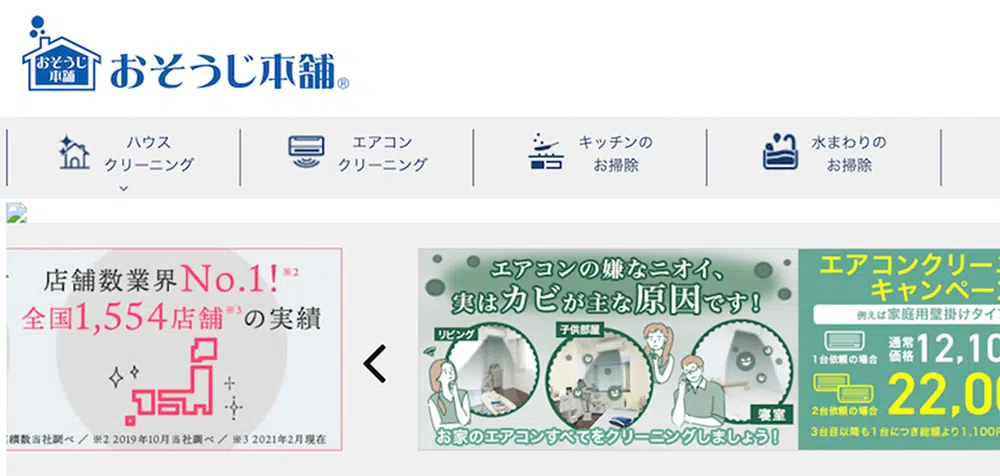 おそうじ
本舗
おそうじ本舗®
ハウス
クリーニング
エアコン
クリーニング
キッチンの
お掃除
水まわりの
お掃除
店舗数業界No.1!※2
全国1,554店舗※3の実績
績数当社調べ / ※2 2019年10月当社調べ / ※3 2021年2月現在
エアコンの嫌なニオイ、
実はカビが主な原因です!
リビング
子供部屋
寝室
お家のエアコンすべてをクリーニングしましょう!
エアコンクリー
キャンペー
例えば家庭用壁掛けタイ
1台依頼の場合
通常
価格
12,10
2台依頼の場合
22,0
3台目以降も1台につき総額より1,100